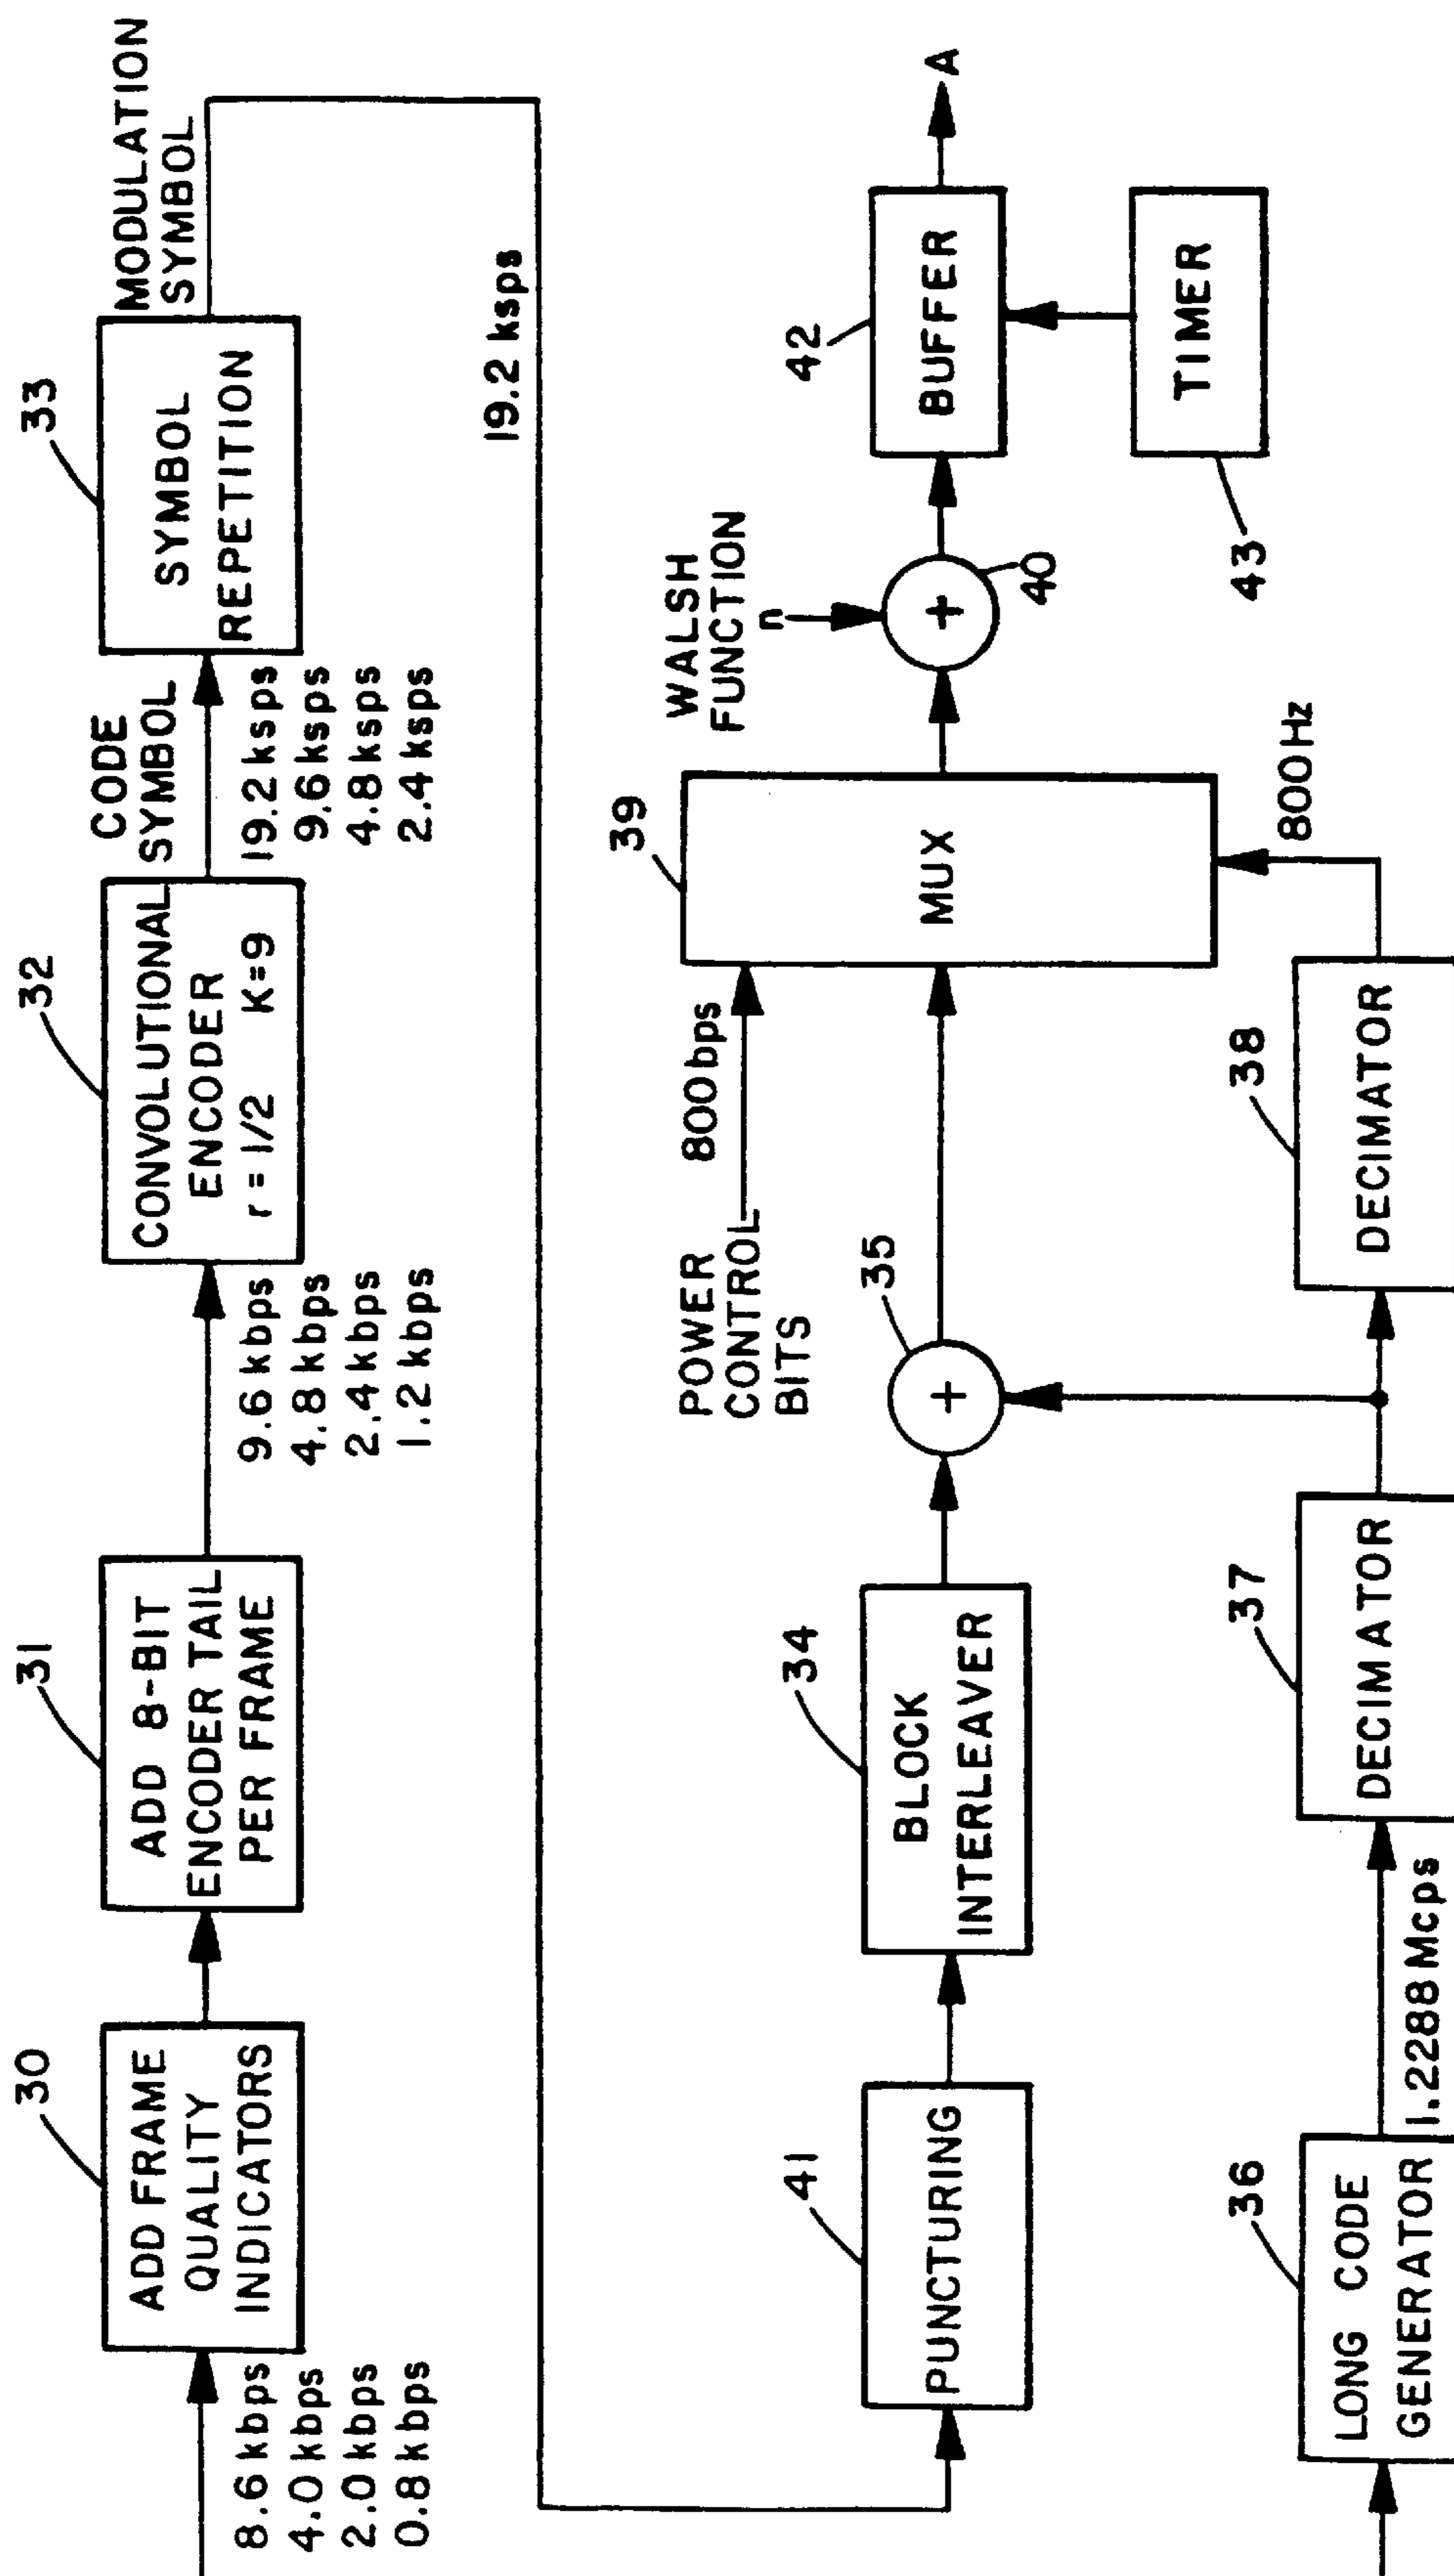 30
ADD FRAME
QUALITY
INDICATORS
8.6 kbps
4.0 kbps
2.0 kbps
0.8 kbps
31
ADD 8-BIT
ENCODER TAIL
PER FRAME
9.6 kbps
4.8 kbps
2.4 kbps
1.2 kbps
32
CONVOLUTIONAL
ENCODER
r = 1/2 K=9
CODE
SYMBOL
19.2 ksps
9.6 ksps
4.8 ksps
2.4 ksps
33
SYMBOL
REPETITION
MODULATION
SYMBOL
19.2 ksps
41
PUNCTURING
34
BLOCK
INTERLEAVER
35
+
POWER
CONTROL
BITS
800 bps
39
MUX
WALSH
FUNCTION
n
+
40
42
BUFFER
A
TIMER
43
36
LONG CODE
GENERATOR
1.2288 Mcps
37
DECIMATOR
38
DECIMATOR
800 Hz